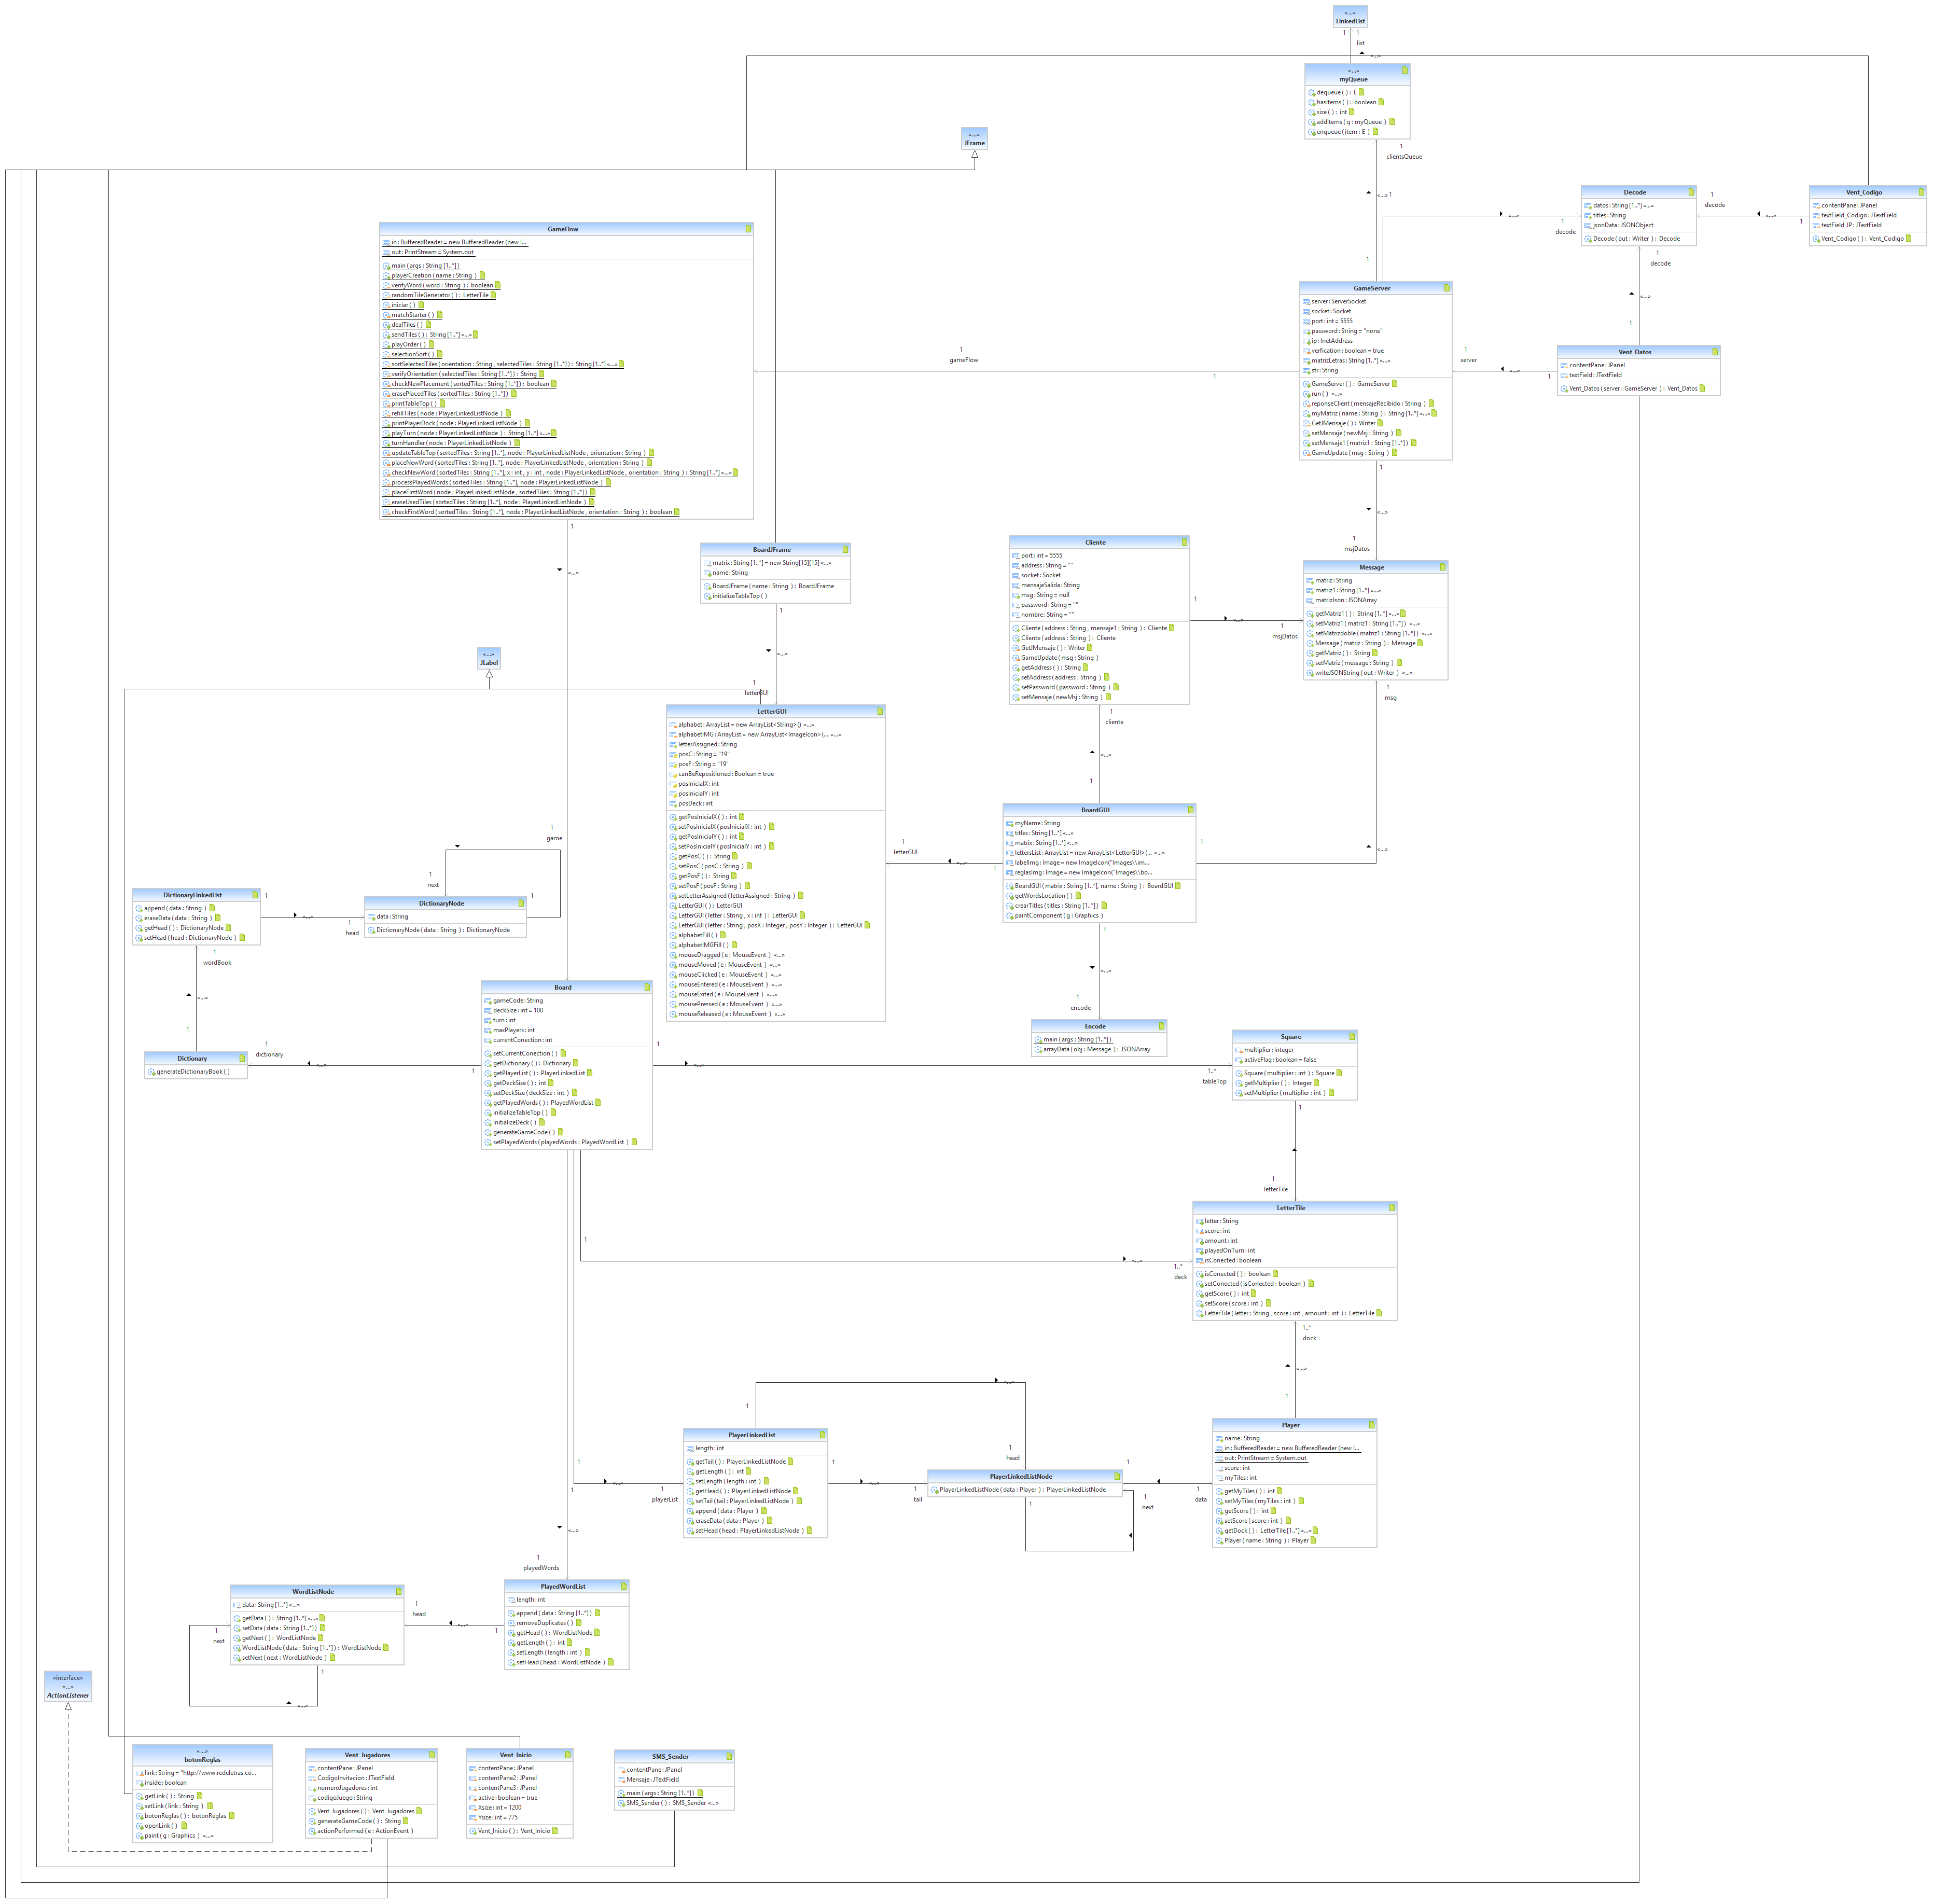 «...»
LinkedList
1 1
list
«...»
«...»
myQueue
dequeue ( ) : E
hasItems ( ) : boolean
size ( ) : int
addItems ( q : myQueue )
enqueue ( item : E )
1
clientsQueue
«...» 1
1
«...»
JFrame
Decode
datos : String [1..*] «...»
titles : String
jsonData : JSONObject
Decode ( out : Writer ) : Decode
1
decode
«...»
1
Vent_Codigo
contentPane : JPanel
textField_Codigo : JTextField
textField_IP : JTextField
Vent_Codigo ( ) : Vent_Codigo
«...»
1
decode
1
decode
«...»
1
GameFlow
in : BufferedReader = new BufferedReader (new I...
out : PrintStream = System.out
main ( args : String [1..*] )
playerCreation ( name : String )
verifyWord ( word : String ) : boolean
randomTileGenerator ( ) : LetterTile
iniciar ( )
matchStarter ( )
dealTiles ( )
sendTiles ( ) : String [1..*] «...»
playOrder ( )
selectionSort ( )
sortSelectedTiles ( orientation : String , selectedTiles : String [1..*] ) : String [1..*] «...»
verifyOrientation ( selectedTiles : String [1..*] ) : String
checkNewPlacement ( sortedTiles : String [1..*] ) : boolean
erasePlacedTiles ( sortedTiles : String [1..*] )
printTableTop ( )
refillTiles ( node : PlayerLinkedListNode )
printPlayerDock ( node : PlayerLinkedListNode )
playTurn ( node : PlayerLinkedListNode ) : String [1..*] «...»
turnHandler ( node : PlayerLinkedListNode )
updateTableTop ( sortedTiles : String [1..*], node : PlayerLinkedListNode , orientation : String )
placeNewWord ( sortedTiles : String [1..*], node : PlayerLinkedListNode , orientation : String )
checkNewWord ( sortedTiles : String [1..*], x : int , y : int , node : PlayerLinkedListNode , orientation : String ) : String [1..*] «...»
processPlayedWords ( sortedTiles : String [1..*], node : PlayerLinkedListNode )
placeFirstWord ( node : PlayerLinkedListNode , sortedTiles : String [1..*] )
eraseUsedTiles ( sortedTiles : String [1..*], node : PlayerLinkedListNode )
checkFirstWord ( sortedTiles : String [1..*], node : PlayerLinkedListNode , orientation : String ) : boolean
1
gameFlow
1
GameServer
server : ServerSocket
socket : Socket
port : int = 5555
password : String = "none"
ip : InetAddress
verfication : boolean = true
matrizLetras : String [1..*] «...»
str : String
GameServer ( ) : GameServer
run ( ) «...»
reponseClient ( mensajeRecibido : String )
myMatriz ( name : String ) : String [1..*] «...»
GetJMensaje ( ) : Writer
setMensaje ( newMsj : String )
setMensaje1 ( matriz1 : String [1..*] )
GameUpdate ( msg : String )
1
server
«...»
1
Vent_Datos
contentPane : JPanel
textField : JTextField
Vent_Datos ( server : GameServer ) : Vent_Datos
1
«...»
1
msjDatos
1
«...»
BoardJFrame
matrix : String [1..*] = new String[15][15] «...»
name : String
BoardJFrame ( name : String ) : BoardJFrame
initializeTableTop ( )
1
«...»
1
letterGUI
Cliente
port : int = 5555
address : String = ""
socket : Socket
mensajeSalida : String
msg : String = null
password : String = ""
nombre : String = ""
Cliente ( address : String , mensaje1 : String ) : Cliente
Cliente ( address : String ) : Cliente
GetJMensaje ( ) : Writer
GameUpdate ( msg : String )
getAddress ( ) : String
setAddress ( address : String )
setPassword ( password : String )
setMensaje ( newMsj : String )
1
«...»
1
msjDatos
Message
matriz : String
matriz1 : String [1..*] «...»
matrizJson : JSONArray
getMatriz1 ( ) : String [1..*] «...»
setMatriz1 ( matriz1 : String [1..*] ) «...»
setMatrizdoble ( matriz1 : String [1..*] ) «...»
Message ( matriz : String ) : Message
getMatriz ( ) : String
setMatriz ( message : String )
writeJSONString ( out : Writer ) «...»
1
msg
«...»
JLabel
LetterGUI
alphabet : ArrayList = new ArrayList<String>() «...»
alphabetIMG : ArrayList = new ArrayList<ImageIcon>(... «...»
letterAssigned : String
posC : String = "19"
posF : String = "19"
canBeRepositioned : Boolean = true
posInicialX : int
posInicialY : int
posDeck : int
getPosInicialX ( ) : int
setPosInicialX ( posInicialX : int )
getPosInicialY ( ) : int
setPosInicialY ( posInicialY : int )
getPosC ( ) : String
setPosC ( posC : String )
getPosF ( ) : String
setPosF ( posF : String )
setLetterAssigned ( letterAssigned : String )
LetterGUI ( ) : LetterGUI
LetterGUI ( letter : String , x : int ) : LetterGUI
LetterGUI ( letter : String , posX : Integer , posY : Integer ) : LetterGUI
alphabetFill ( )
alphabetIMGFill ( )
mouseDragged ( e : MouseEvent ) «...»
mouseMoved ( e : MouseEvent ) «...»
mouseClicked ( e : MouseEvent ) «...»
mouseEntered ( e : MouseEvent ) «...»
mouseExited ( e : MouseEvent ) «...»
mousePressed ( e : MouseEvent ) «...»
mouseReleased ( e : MouseEvent ) «...»
1
cliente
«...»
1
1
letterGUI
«...»
1
BoardGUI
myName : String
titles : String [1..*] «...»
matrix : String [1..*] «...»
lettersList : ArrayList = new ArrayList<LetterGUI>(... «...»
labelImg : Image = new ImageIcon("Images\\im...
reglasImg : Image = new ImageIcon("Images\\bo...
BoardGUI ( matrix : String [1..*], name : String ) : BoardGUI
getWordsLocation ( )
crearTitles ( titles : String [1..*] )
paintComponent ( g : Graphics )
1
«...»
1
«...»
1
encode
Encode
main ( args : String [1..*] )
arrayData ( obj : Message ) : JSONArray
1
game
1
next
1
DictionaryLinkedList
append ( data : String )
eraseData ( data : String )
getHead ( ) : DictionaryNode
setHead ( head : DictionaryNode )
1
«...»
1
head
DictionaryNode
data : String
DictionaryNode ( data : String ) : DictionaryNode
1
wordBook
«...»
1
Dictionary
generateDictionaryBook ( )
1
dictionary
«...»
1
Board
gameCode : String
deckSize : int = 100
turn : int
maxPlayers : int
currentConection : int
setCurrentConection ( )
getDictionary ( ) : Dictionary
getPlayerList ( ) : PlayerLinkedList
getDeckSize ( ) : int
setDeckSize ( deckSize : int )
getPlayedWords ( ) : PlayedWordList
initializeTableTop ( )
InitializeDeck ( )
generateGameCode ( )
setPlayedWords ( playedWords : PlayedWordList )
1
«...»
1..*
tableTop
Square
multiplier : Integer
activeFlag : boolean = false
Square ( multiplier : int ) : Square
getMultiplier ( ) : Integer
setMultiplier ( multiplier : int )
1
1
letterTile
1
«...»
1..*
deck
LetterTile
letter : String
score : int
amount : int
playedOnTurn : int
isConected : boolean
isConected ( ) : boolean
setConected ( isConected : boolean )
getScore ( ) : int
setScore ( score : int )
LetterTile ( letter : String , score : int , amount : int ) : LetterTile
1..*
dock
«...»
1
«...»
1
1
head
PlayerLinkedList
length : int
getTail ( ) : PlayerLinkedListNode
getLength ( ) : int
setLength ( length : int )
getHead ( ) : PlayerLinkedListNode
setTail ( tail : PlayerLinkedListNode )
append ( data : Player )
eraseData ( data : Player )
setHead ( head : PlayerLinkedListNode )
1
«...»
1
playerList
1
«...»
1
tail
PlayerLinkedListNode
PlayerLinkedListNode ( data : Player ) : PlayerLinkedListNode
1
1
next
1
«...»
1
data
Player
name : String
in : BufferedReader = new BufferedReader (new I...
out : PrintStream = System.out
score : int
myTiles : int
getMyTiles ( ) : int
setMyTiles ( myTiles : int )
getScore ( ) : int
setScore ( score : int )
getDock ( ) : LetterTile [1..*] «...»
Player ( name : String ) : Player
1
«...»
1
playedWords
WordListNode
data : String [1..*] «...»
getData ( ) : String [1..*] «...»
setData ( data : String [1..*] )
getNext ( ) : WordListNode
WordListNode ( data : String [1..*] ) : WordListNode
setNext ( next : WordListNode )
1
next
1
«...»
1
head
«...»
1
PlayedWordList
length : int
append ( data : String [1..*] )
removeDuplicates ( )
getHead ( ) : WordListNode
getLength ( ) : int
setLength ( length : int )
setHead ( head : WordListNode )
«interface»
«...»
ActionListener
«...»
botonReglas
link : String = "http://www.redeletras.co...
inside : boolean
getLink ( ) : String
setLink ( link : String )
botonReglas ( ) : botonReglas
openLink ( )
paint ( g : Graphics ) «...»
Vent_Jugadores
contentPane : JPanel
CodigoInvitacion : JTextField
numeroJugadores : int
codigoJuego : String
Vent_Jugadores ( ) : Vent_Jugadores
generateGameCode ( ) : String
actionPerformed ( e : ActionEvent )
Vent_Inicio
contentPane : JPanel
contentPane2 : JPanel
contentPane3 : JPanel
active : boolean = true
Xsize : int = 1200
Ysize : int = 775
Vent_Inicio ( ) : Vent_Inicio
SMS_Sender
contentPane : JPanel
Mensaje : JTextField
main ( args : String [1..*] )
SMS_Sender ( ) : SMS_Sender «...»